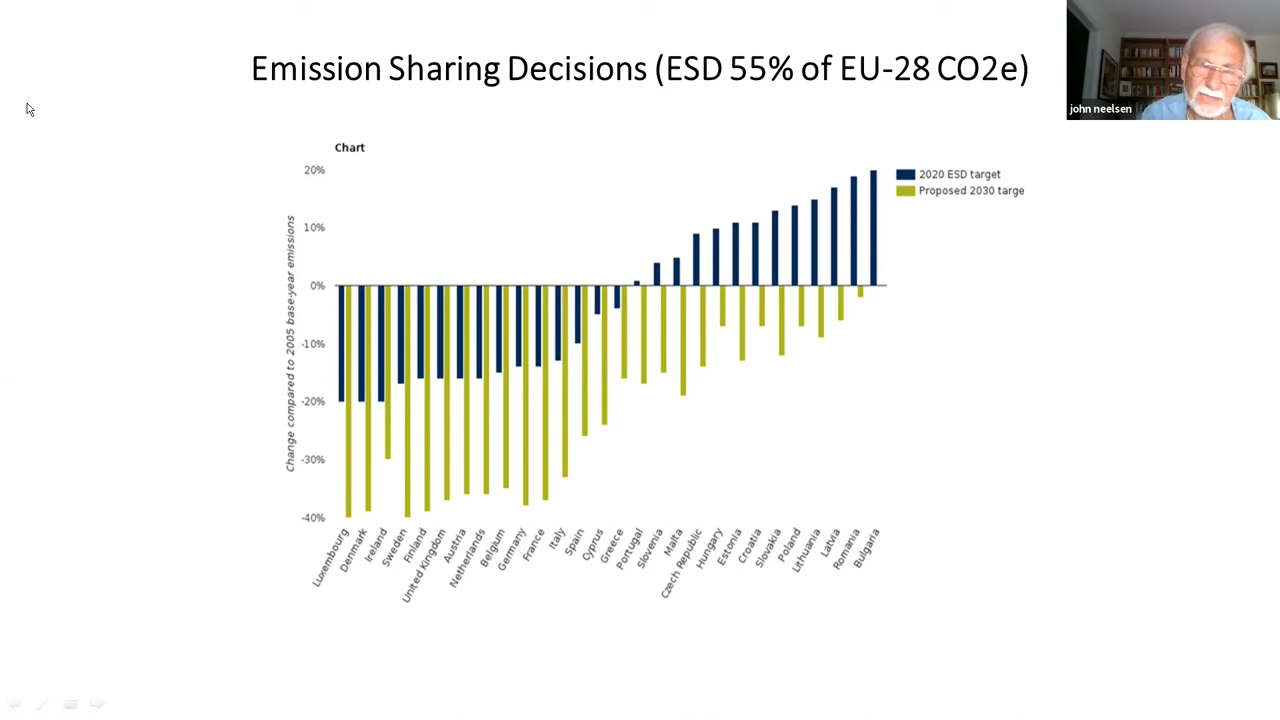 Emission Sharing Decisions (ESD 55% of EU-28 CO2e)
john neelsen
Chart
2020 ESD target
Proposed 2030 targe
Change compared to 2005 base-year emissions
20%
10%
0%
-10%
-20%
-30%
-40%
Luxembourg
Denmark
Ireland
Sweden
Finland
United Kingdom
Austria
Netherlands
Belgium
Germany
France
Italy
Spain
Cyprus
Greece
Portugal
Slovenia
Malta
Czech Republic
Hungary
Estonia
Croatia
Slovakia
Poland
Lithuania
Latvia
Romania
Bulgaria